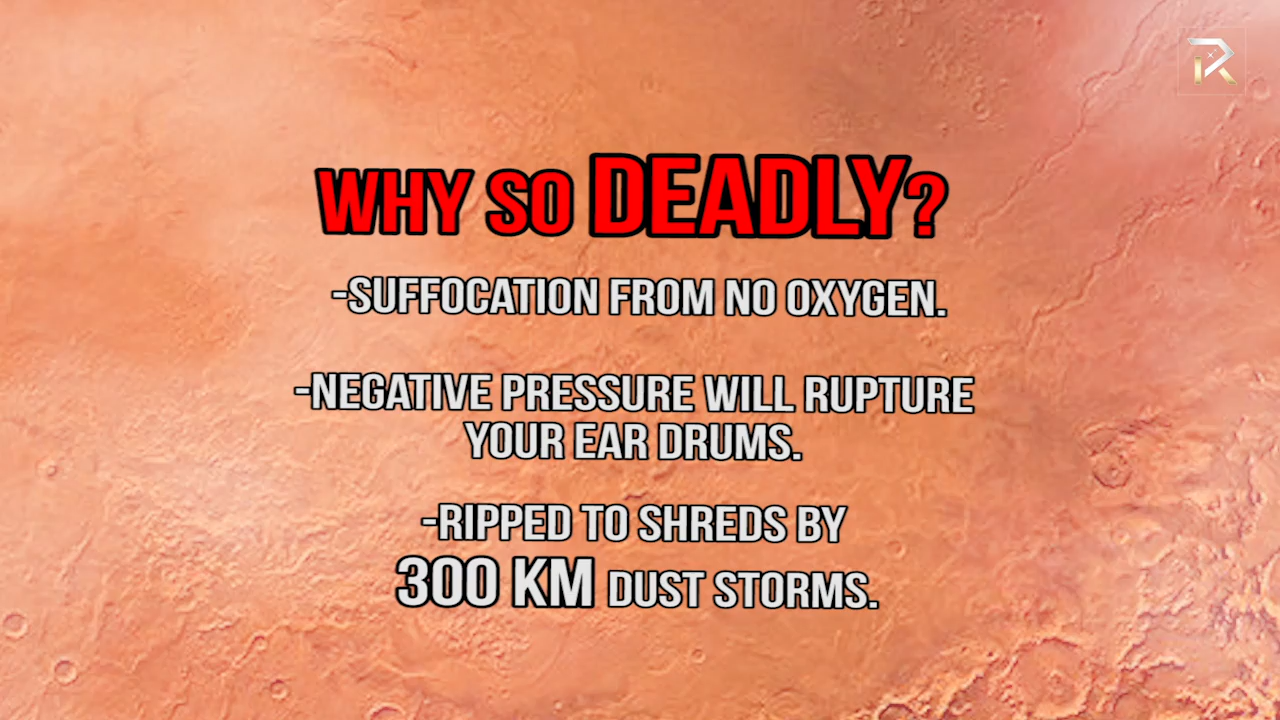 WHY SO DEADLY?
-SUFFOCATION FROM NO OXYGEN.
-NEGATIVE PRESSURE WILL RUPTURE
YOUR EAR DRUMS.
-RIPPED TO SHREDS BY
300 KM DUST STORMS.